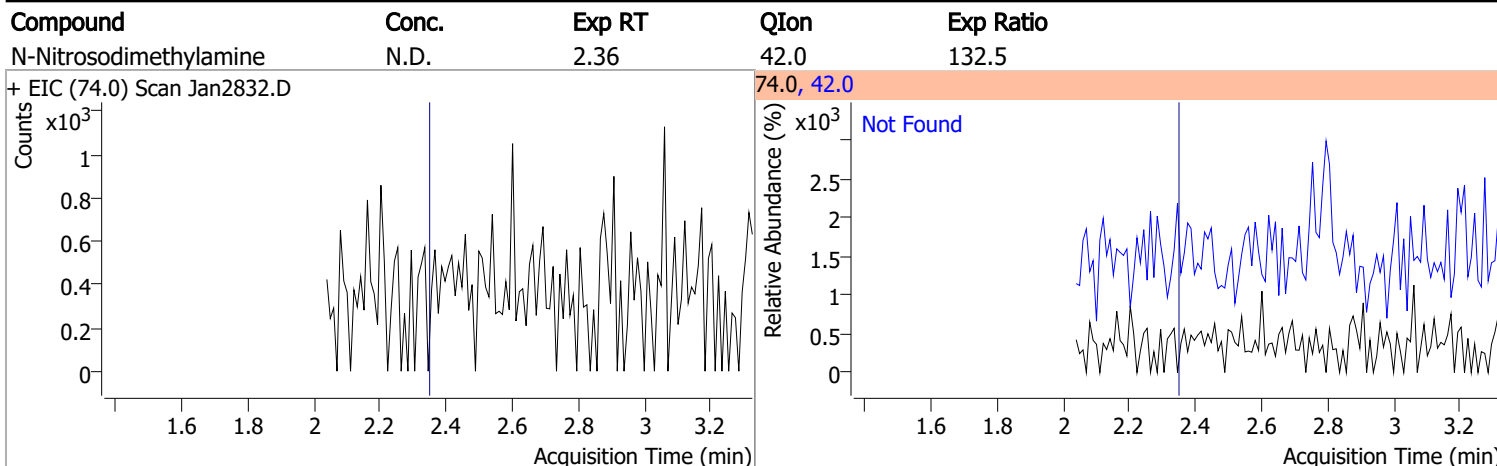 Compound Conc. Exp RT QIon Exp Ratio
N-Nitrosodimethylamine N.D. 2.36 42.0 132.5
+ EIC (74.0) Scan Jan2832.D
Counts
x10³
1
0.8
0.6
0.4
0.2
0
1.6 1.8 2 2.2 2.4 2.6 2.8 3 3.2
Acquisition Time (min)
74.0, 42.0
Relative Abundance (%)
x10³
Not Found
2.5
2
1.5
1
0.5
0
1.6 1.8 2 2.2 2.4 2.6 2.8 3 3.2
Acquisition Time (min)